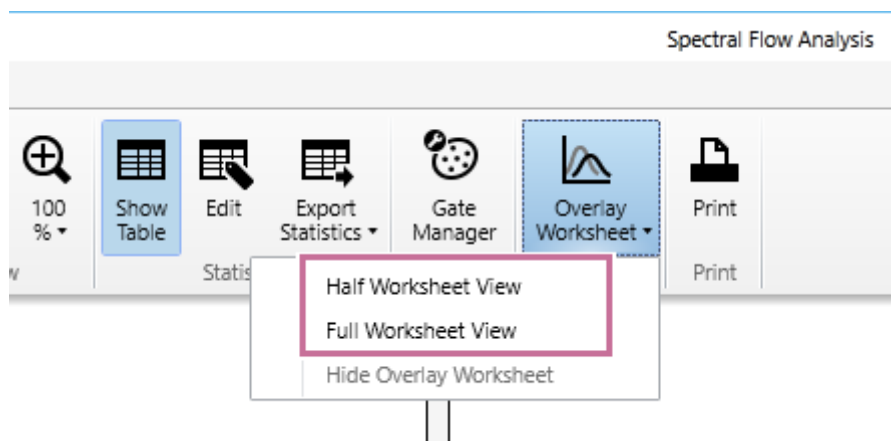 Spectral Flow Analysis
100
% ▾
Show
Table
Edit
Export
Statistics ▾
Gate
Manager
Overlay
Worksheet ▾
Print
Print
Half Worksheet View
Full Worksheet View
Hide Overlay Worksheet